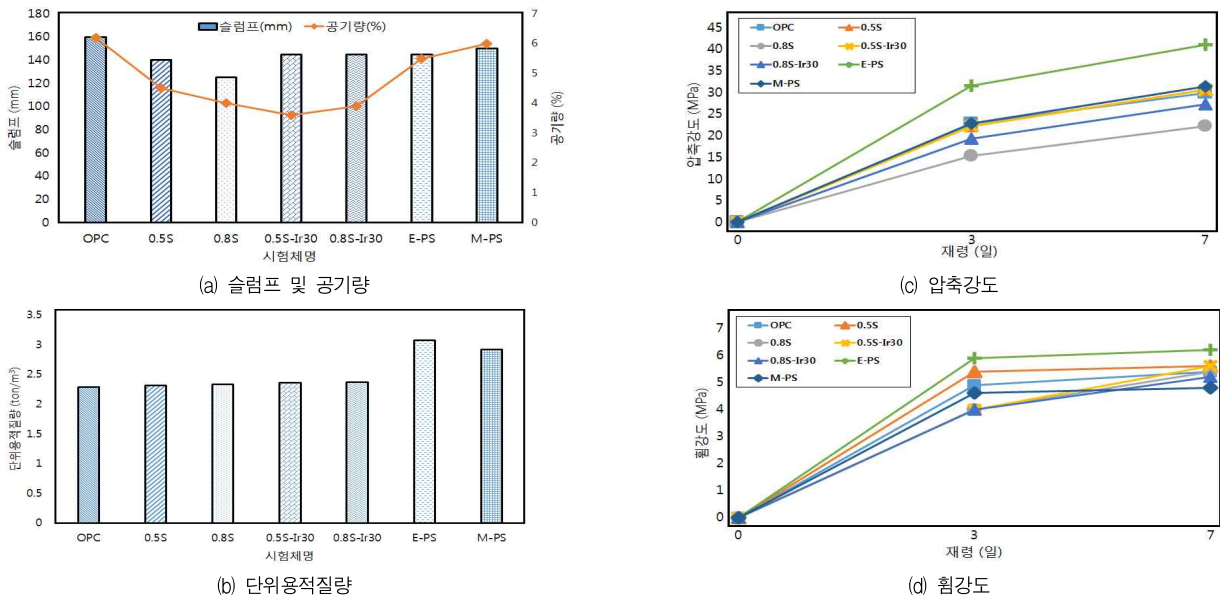 슬럼프(mm) 공기량(%)
슬럼프 (mm)
180
160
140
120
100
80
60
40
20
0
7
6
5
4
3
2
1
0
공기량 (%)
OPC 0.5S 0.8S 0.5S-Ir30 0.8S-Ir30 E-PS M-PS
시험체명
(a) 슬럼프 및 공기량
OPC 0.5S
0.8S 0.5S-Ir30
0.8S-Ir30 E-PS
M-PS
압축강도 (MPa)
45
40
35
30
25
20
15
10
5
0
0 3 7
재령 (일)
(c) 압축강도
단위용적질량 (ton/m³)
3.5
3
2.5
2
1.5
1
0.5
0
OPC 0.5S 0.8S 0.5S-Ir30 0.8S-Ir30 E-PS M-PS
시험체명
(b) 단위용적질량
OPC 0.5S
0.8S 0.5S-Ir30
0.8S-Ir30 E-PS
M-PS
휨강도 (MPa)
7
6
5
4
3
2
1
0
0 3 7
재령 (일)
(d) 휨강도